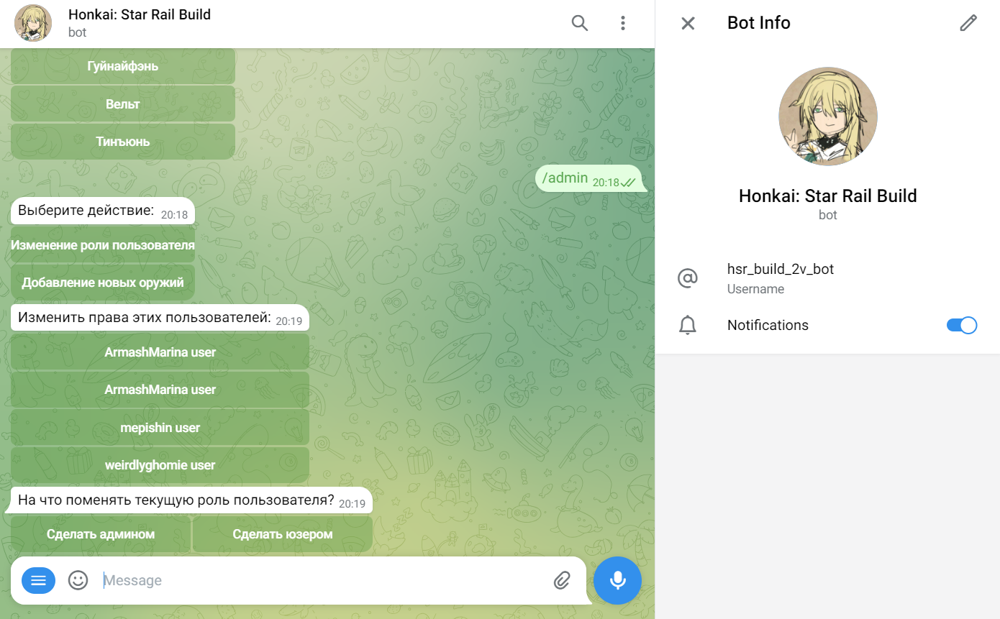 Honkai: Star Rail Build
bot
Гуйнайфэнь
Вельт
Тинъюнь
/admin 20:18
Выберите действие: 20:18
Изменение роли пользователя
Добавление новых оружий
Изменить права этих пользователей: 20:19
ArmashMarina user
ArmashMarina user
mepishin user
weirdlyghomie user
На что поменять текущую роль пользователя? 20:19
Сделать админом
Сделать юзером
Message
Bot Info
Honkai: Star Rail Build
bot
hsr_build_2v_bot
Username
Notifications